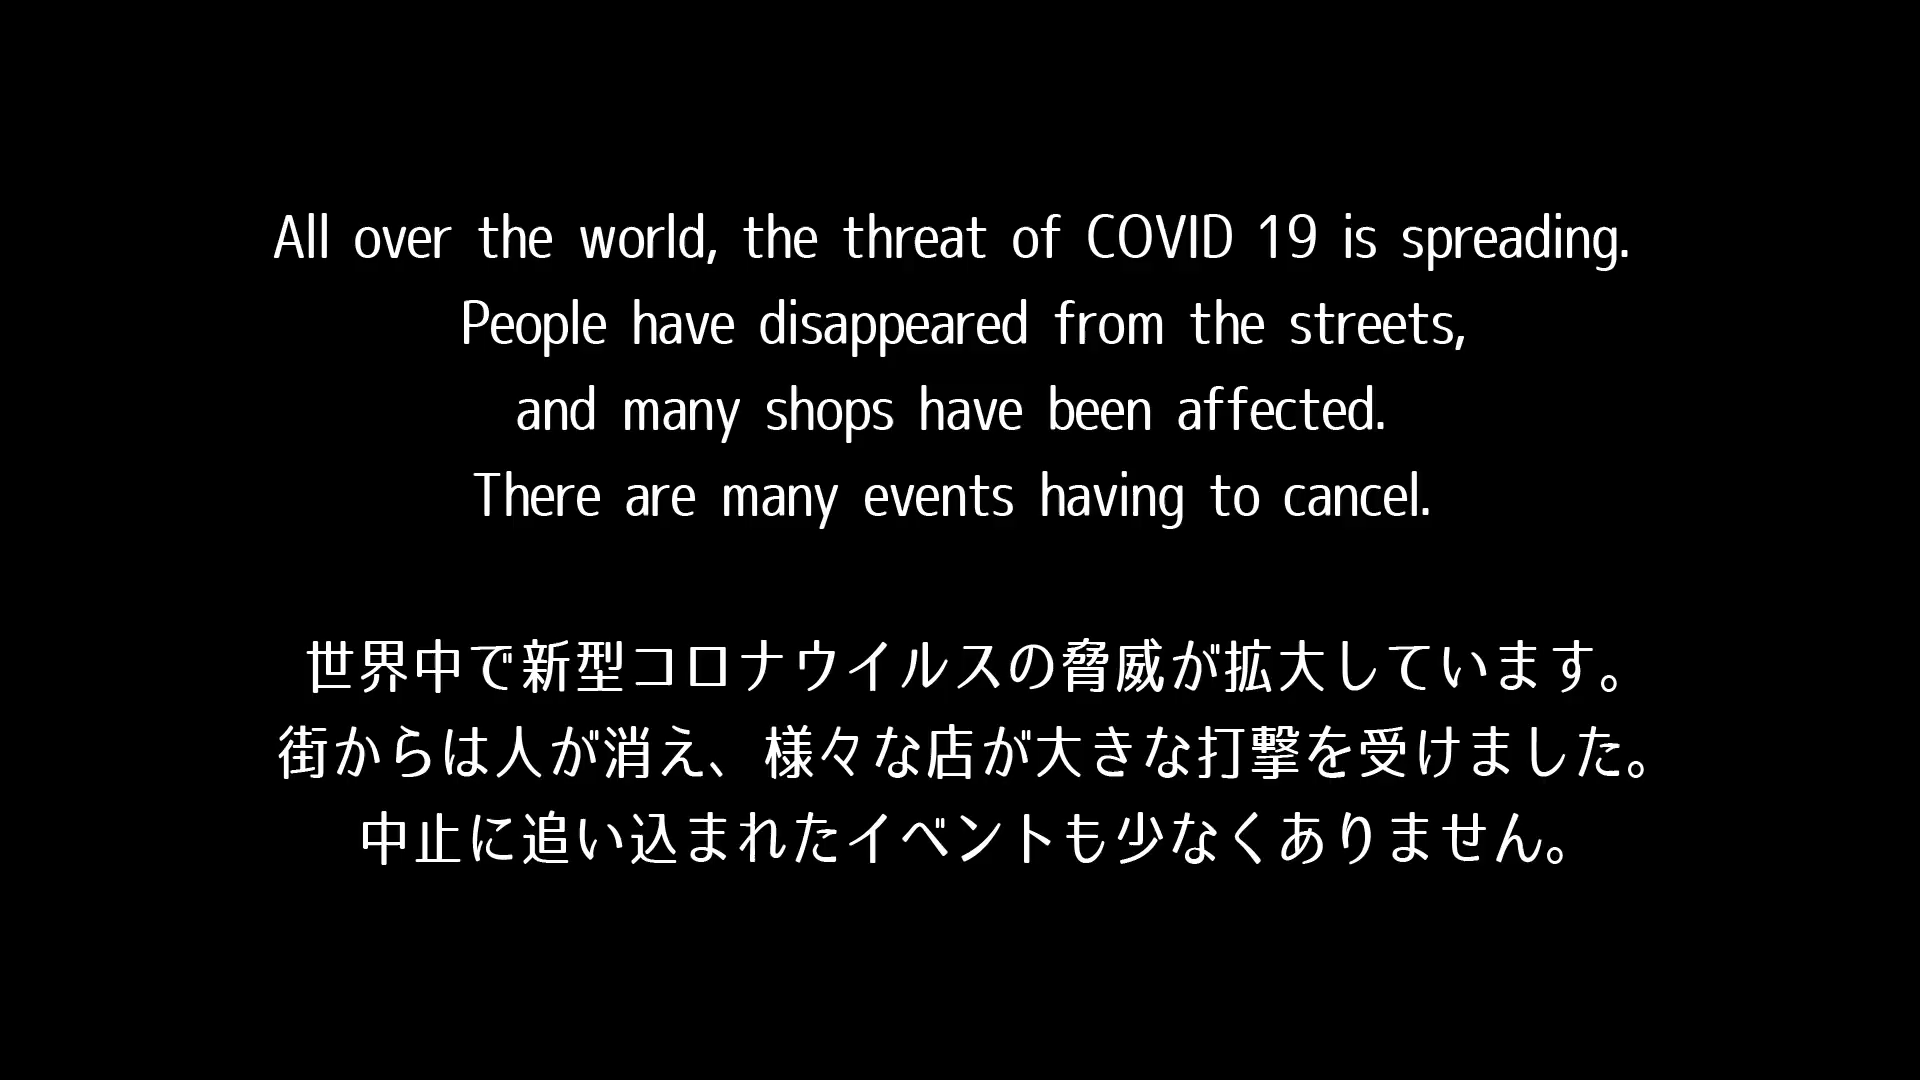 All over the world, the threat of COVID 19 is spreading.
People have disappeared from the streets,
and many shops have been affected.
There are many events having to cancel.
世界中で新型コロナウイルスの脅威が拡大しています。
街からは人が消え、様々な店が大きな打撃を受けました。
中止に追い込まれたイベントも少なくありません。